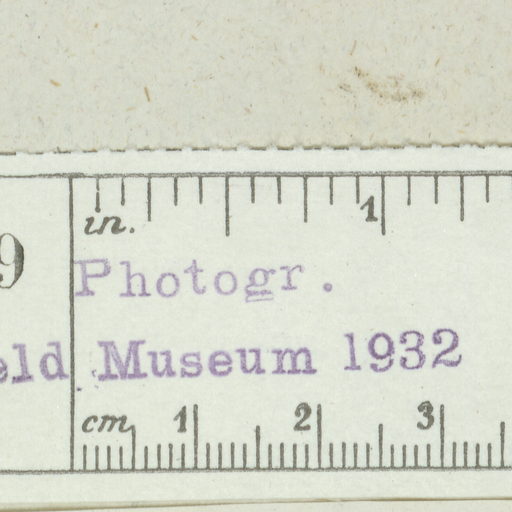 9
in. 1
Photogr.
eld Museum 1932
cm 1 2 3